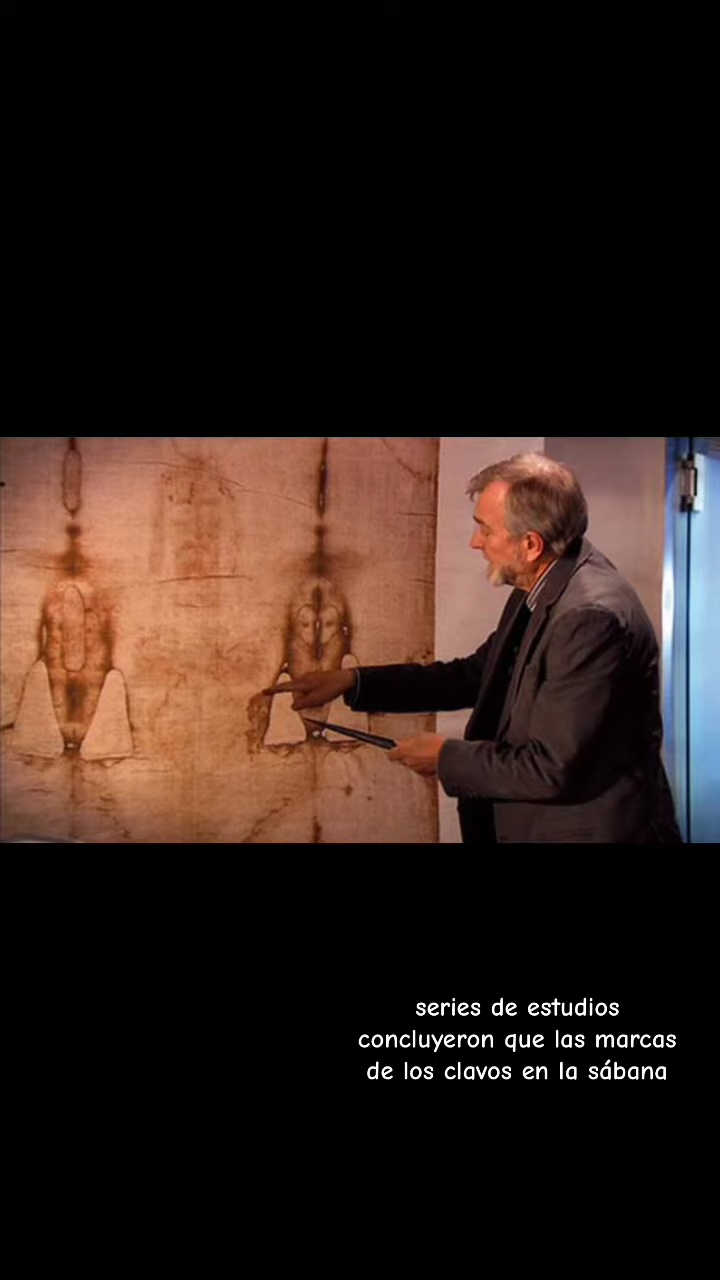 series de estudios
concluyeron que las marcas
de los clavos en la sábana